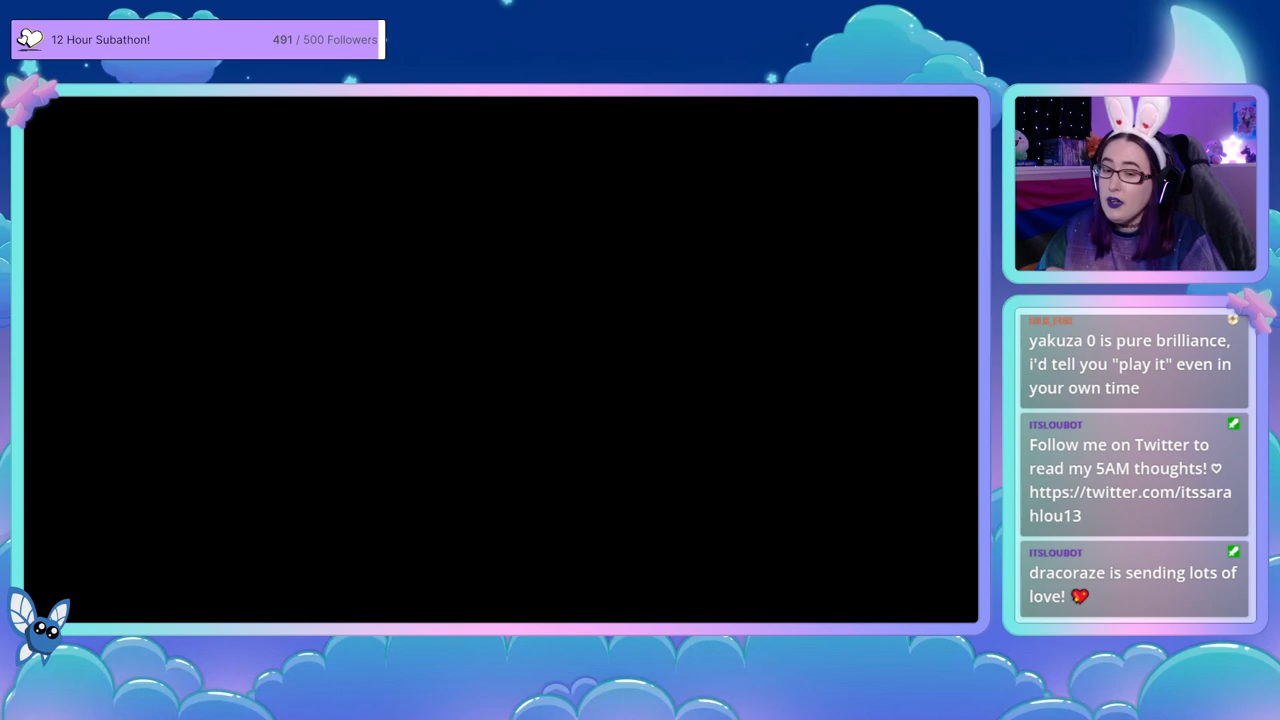 12 Hour Subathon!
491 / 500 Followers
yakuza 0 is pure brilliance,
i'd tell you "play it" even in
your own time
ITSLOUBOT
Follow me on Twitter to
read my 5AM thoughts! ♡
https://twitter.com/itssara
hlou13
ITSLOUBOT
dracoraze is sending lots of
love! 💖